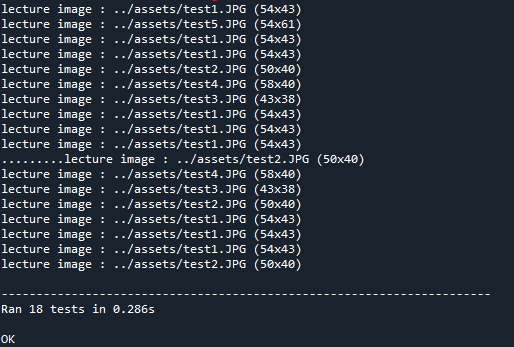 lecture image : ../assets/test1.JPG (54x43)
lecture image : ../assets/test5.JPG (54x61)
lecture image : ../assets/test1.JPG (54x43)
lecture image : ../assets/test1.JPG (54x43)
lecture image : ../assets/test2.JPG (50x40)
lecture image : ../assets/test4.JPG (58x40)
lecture image : ../assets/test3.JPG (43x38)
lecture image : ../assets/test1.JPG (54x43)
lecture image : ../assets/test1.JPG (54x43)
lecture image : ../assets/test1.JPG (54x43)
.........lecture image : ../assets/test2.JPG (50x40)
lecture image : ../assets/test4.JPG (58x40)
lecture image : ../assets/test3.JPG (43x38)
lecture image : ../assets/test2.JPG (50x40)
lecture image : ../assets/test1.JPG (54x43)
lecture image : ../assets/test1.JPG (54x43)
lecture image : ../assets/test1.JPG (54x43)
lecture image : ../assets/test2.JPG (50x40)
----------------------------------------------------------------------
Ran 18 tests in 0.286s
OK